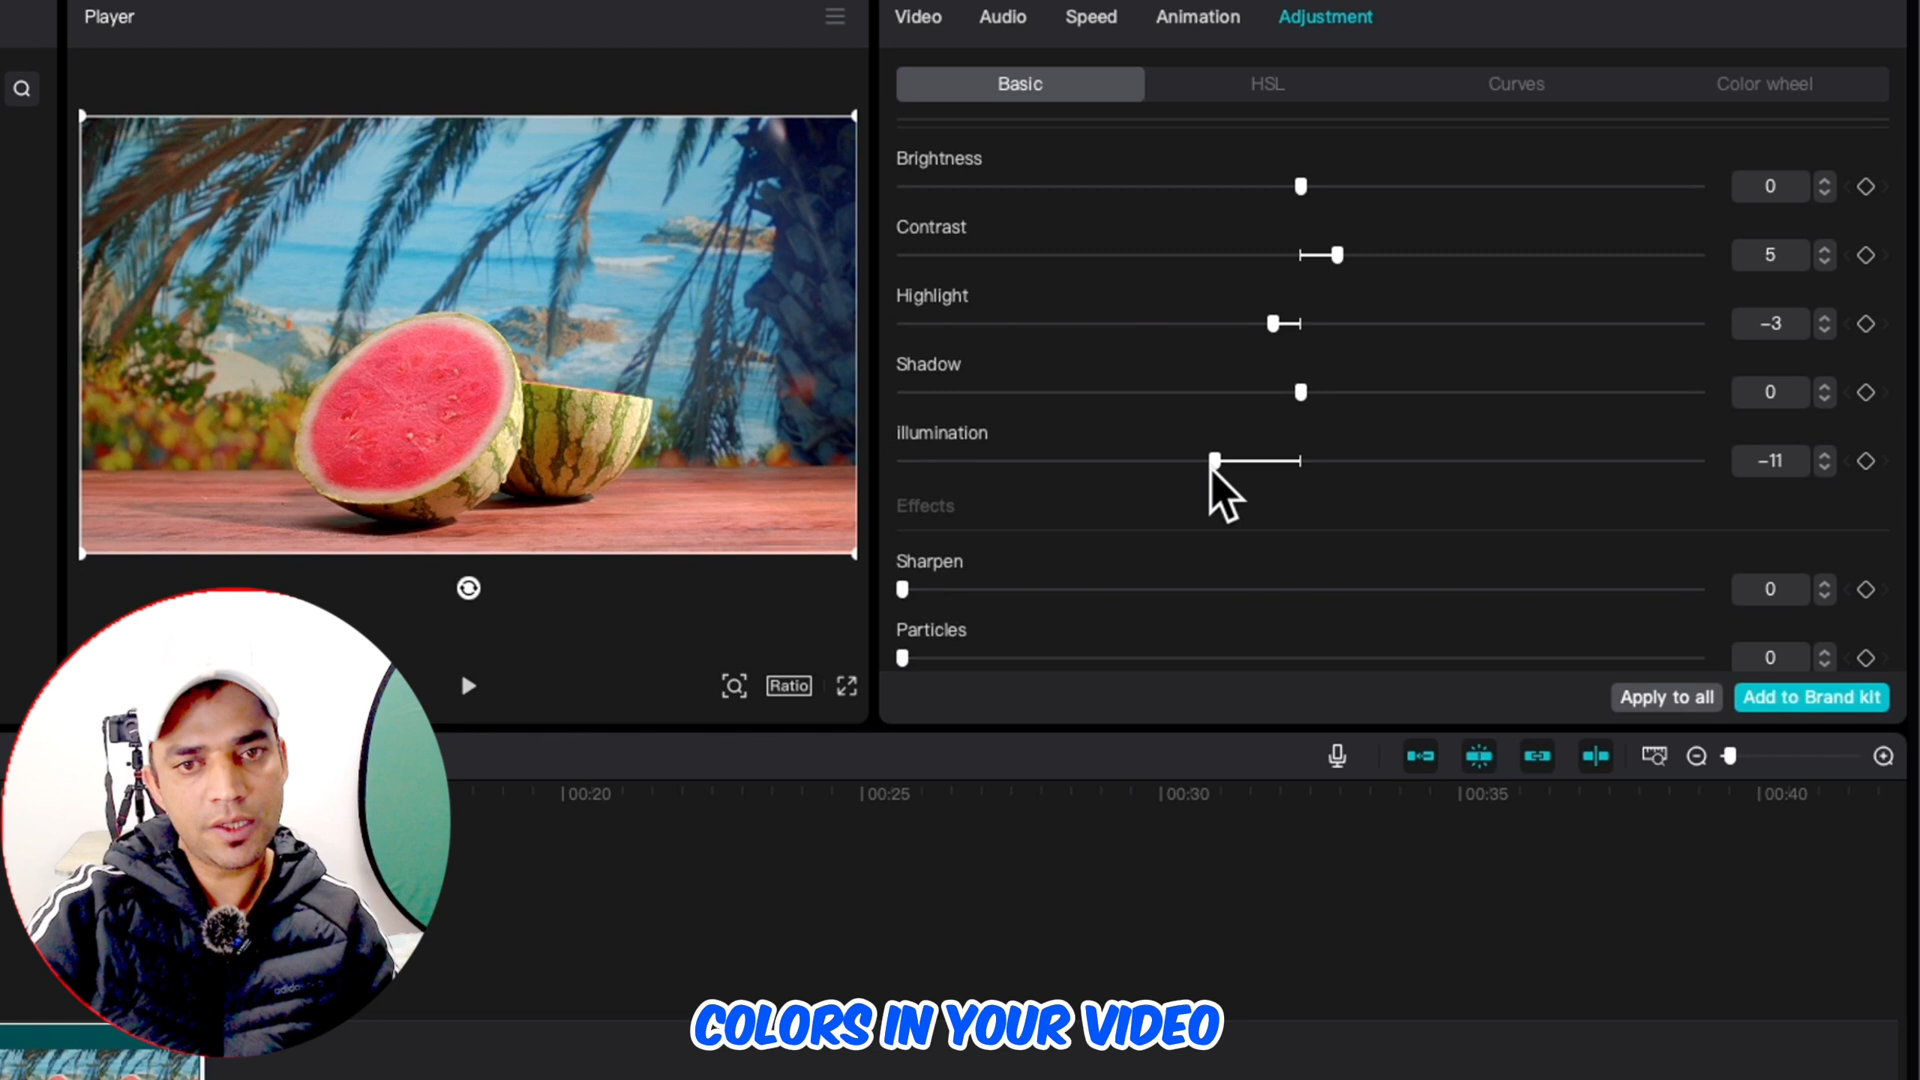 Player
Video Audio Speed Animation Adjustment
Basic HSL Curves Color wheel
Brightness
0
Contrast
5
Highlight
-3
Shadow
0
illumination
-11
Effects
Sharpen
0
Particles
0
Ratio
Apply to all Add to Brand kit
00:20 00:25 00:30 00:35 00:40
adidas
COLORS IN YOUR VIDEO